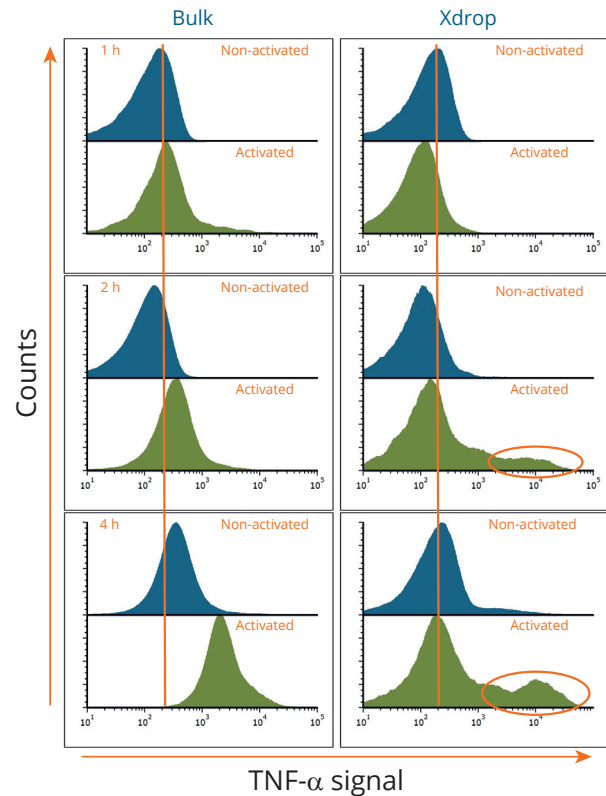 Bulk Xdrop
1 h Non-activated Non-activated
Activated Activated
10² 10³ 10⁴ 10⁵ 10¹ 10² 10³ 10⁴ 10⁵
2 h Non-activated Non-activated
Activated Activated
10¹ 10² 10³ 10⁴ 10⁵ 10¹ 10² 10³ 10⁴ 10⁵
4 h Non-activated Non-activated
Activated Activated
10¹ 10² 10³ 10⁴ 10⁵ 10¹ 10² 10³ 10⁴ 10⁵
Counts
TNF-α signal